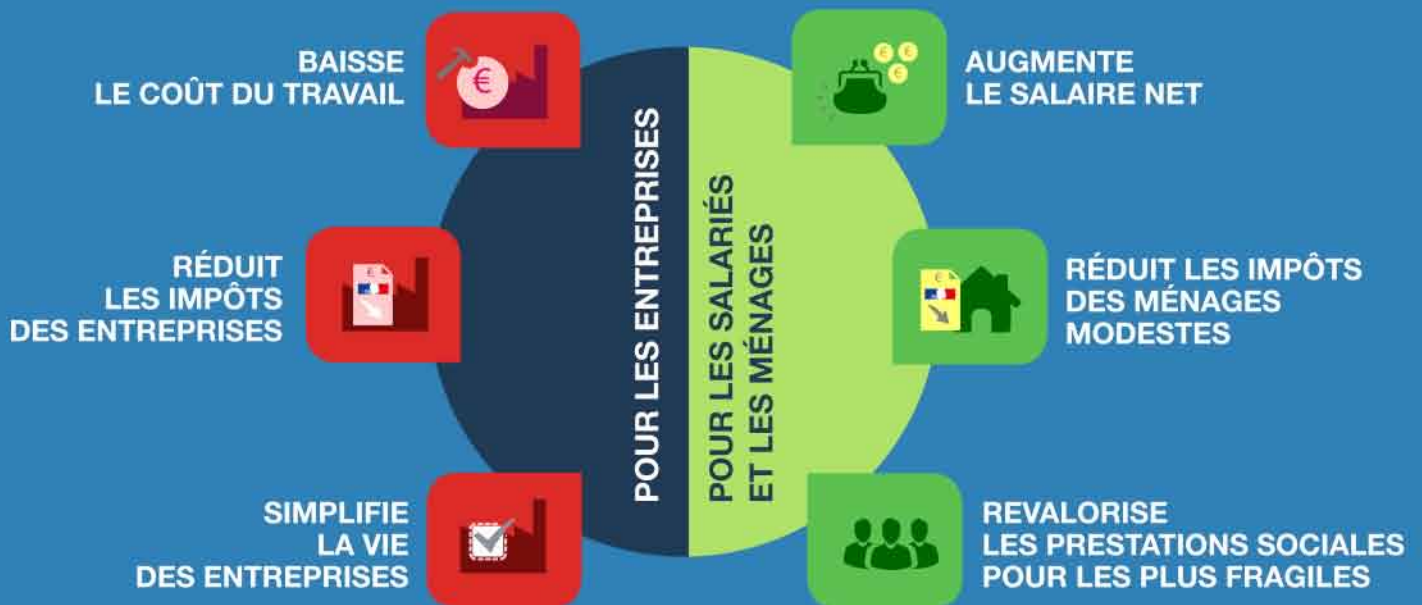 BAISSE
LE COÛT DU TRAVAIL
RÉDUIT
LES IMPÔTS
DES ENTREPRISES
SIMPLIFIE
LA VIE
DES ENTREPRISES
POUR LES ENTREPRISES
POUR LES SALARIÉS
ET LES MÉNAGES
AUGMENTE
LE SALAIRE NET
RÉDUIT LES IMPÔTS
DES MÉNAGES
MODESTES
REVALORISE
LES PRESTATIONS SOCIALES
POUR LES PLUS FRAGILES